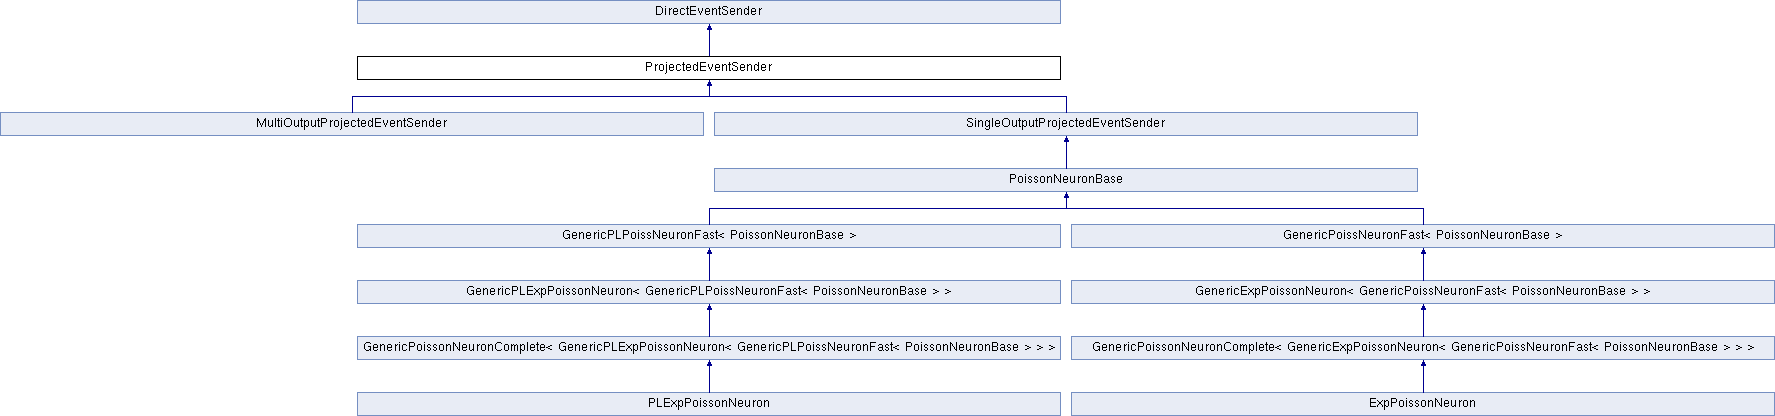 DirectEventSender
ProjectedEventSender
MultiOutputProjectedEventSender
SingleOutputProjectedEventSender
PoissonNeuronBase
GenericPLPoissNeuronFast< PoissonNeuronBase >
GenericPoissNeuronFast< PoissonNeuronBase >
GenericPLExpPoissonNeuron< GenericPLPoissNeuronFast< PoissonNeuronBase > >
GenericExpPoissonNeuron< GenericPoissNeuronFast< PoissonNeuronBase > >
GenericPoissonNeuronComplete< GenericPLExpPoissonNeuron< GenericPLPoissNeuronFast< PoissonNeuronBase > > >
GenericPoissonNeuronComplete< GenericExpPoissonNeuron< GenericPoissNeuronFast< PoissonNeuronBase > > >
PLExpPoissonNeuron
ExpPoissonNeuron